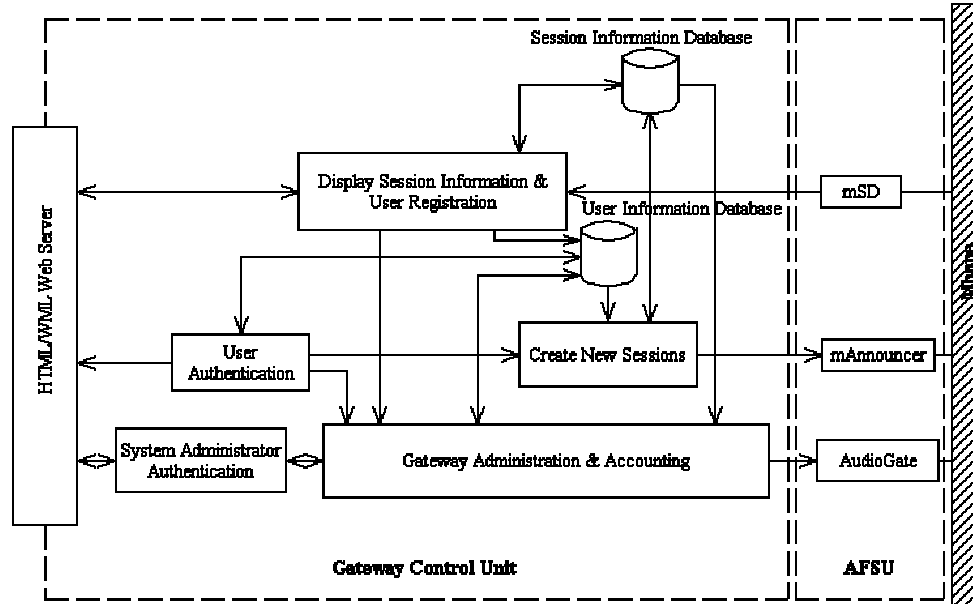 Session Information Database
Display Session Information &
User Registration
mSD
User Information Database
HTML/WML Web Server
User
Authentication
Create New Sessions
mAnnouncer
System Administrator
Authentication
Gateway Administration & Accounting
AudioGate
Gateway Control Unit
AFSU